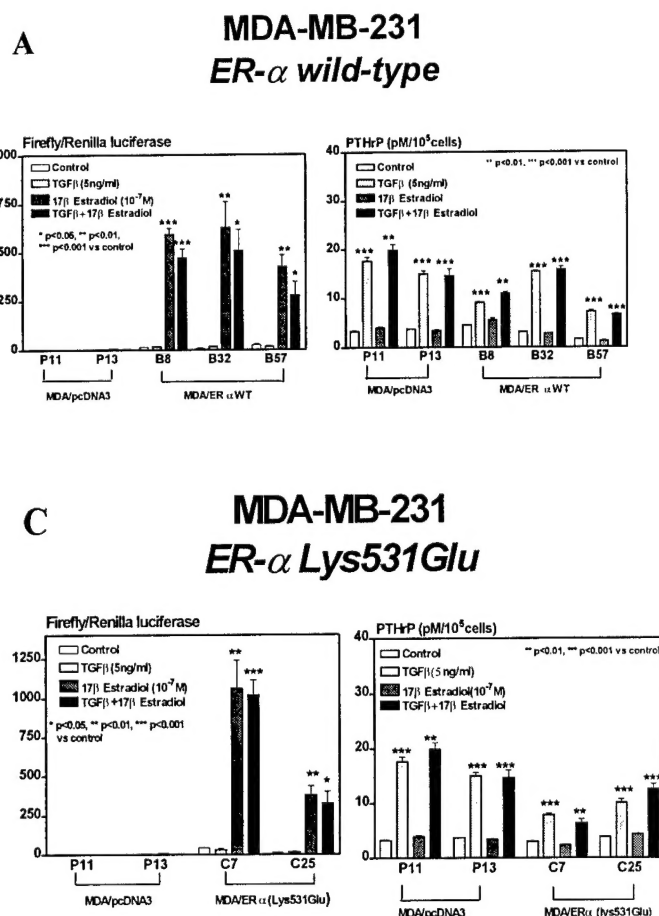 A
MDA-MB-231
ER-α wild-type
Firefly/Renilla luciferase
000
750
500
250
0
Control
TGFβ (5ng/ml)
17β Estradiol (10⁻⁷M)
TGFβ+17β Estradiol
* p<0.05, ** p<0.01,
*** p<0.001 vs control
*** *** ** * ** *
P11 P13 B8 B32 B57
MDA/pcDNA3 MDA/ER αWT
PTHrP (pM/10⁵cells)
40
30
20
10
0
Control
TGFβ (5ng/ml)
17β Estradiol (10⁻⁷M)
TGFβ+17β Estradiol
** p<0.01, *** p<0.001 vs control
*** ** *** *** *** ** *** *** *** ***
P11 P13 B8 B32 B57
MDA/pcDNA3 MDA/ER αWT
C
MDA-MB-231
ER-α Lys531Glu
Firefly/Renilla luciferase
1250
1000
750
500
250
0
Control
TGFβ (5ng/ml)
17β Estradiol (10⁻⁷M)
TGFβ+17β Estradiol
* p<0.05, ** p<0.01, *** p<0.001
vs control
** *** ** *
P11 P13 C7 C25
MDA/pcDNA3 MDA/ERα(Lys531Glu)
PTHrP (pM/10⁵cells)
40
30
20
10
0
Control
TGFβ(5 ng/ml)
17β Estradiol(10⁻⁷M)
TGFβ+17β Estradiol
** p<0.01, *** p<0.001 vs control
*** ** *** *** *** ** *** ***
P11 P13 C7 C25
MDA/pcDNA3 MDA/ERα (lys531Glu)